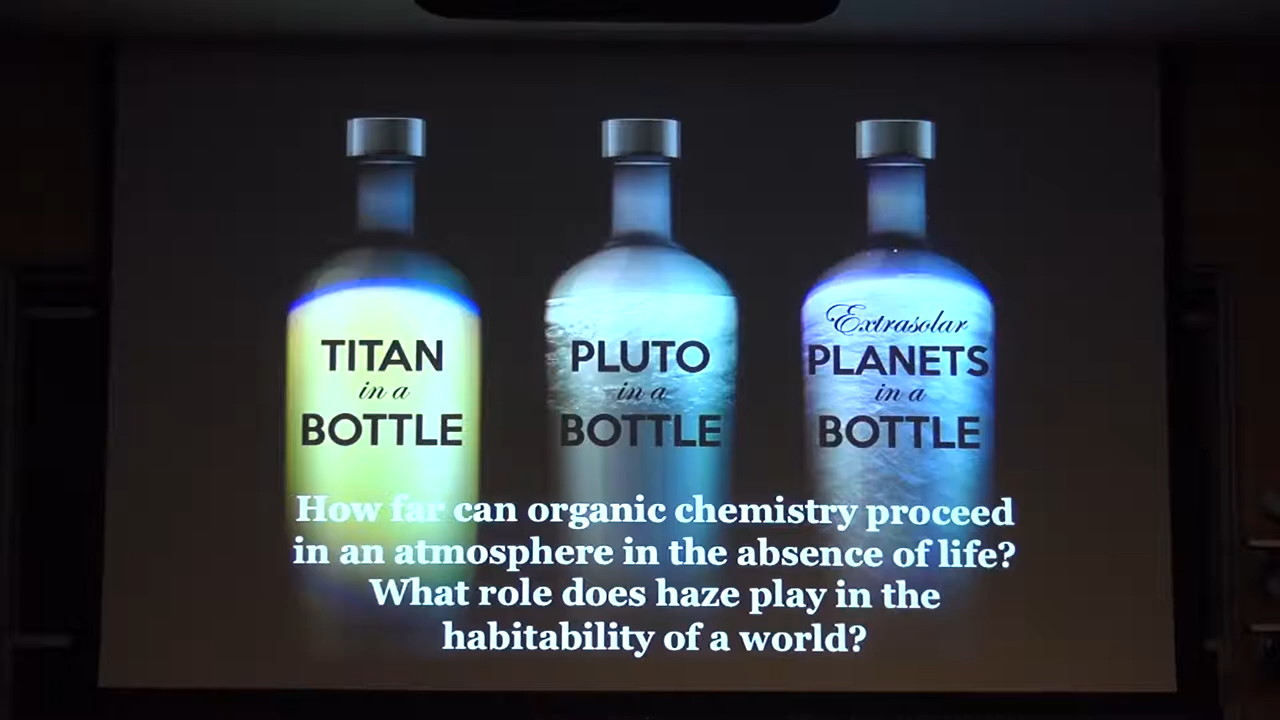 TITAN
in a
BOTTLE
PLUTO
in a
BOTTLE
Extrasolar
PLANETS
in a
BOTTLE
How far can organic chemistry proceed
in an atmosphere in the absence of life?
What role does haze play in the
habitability of a world?